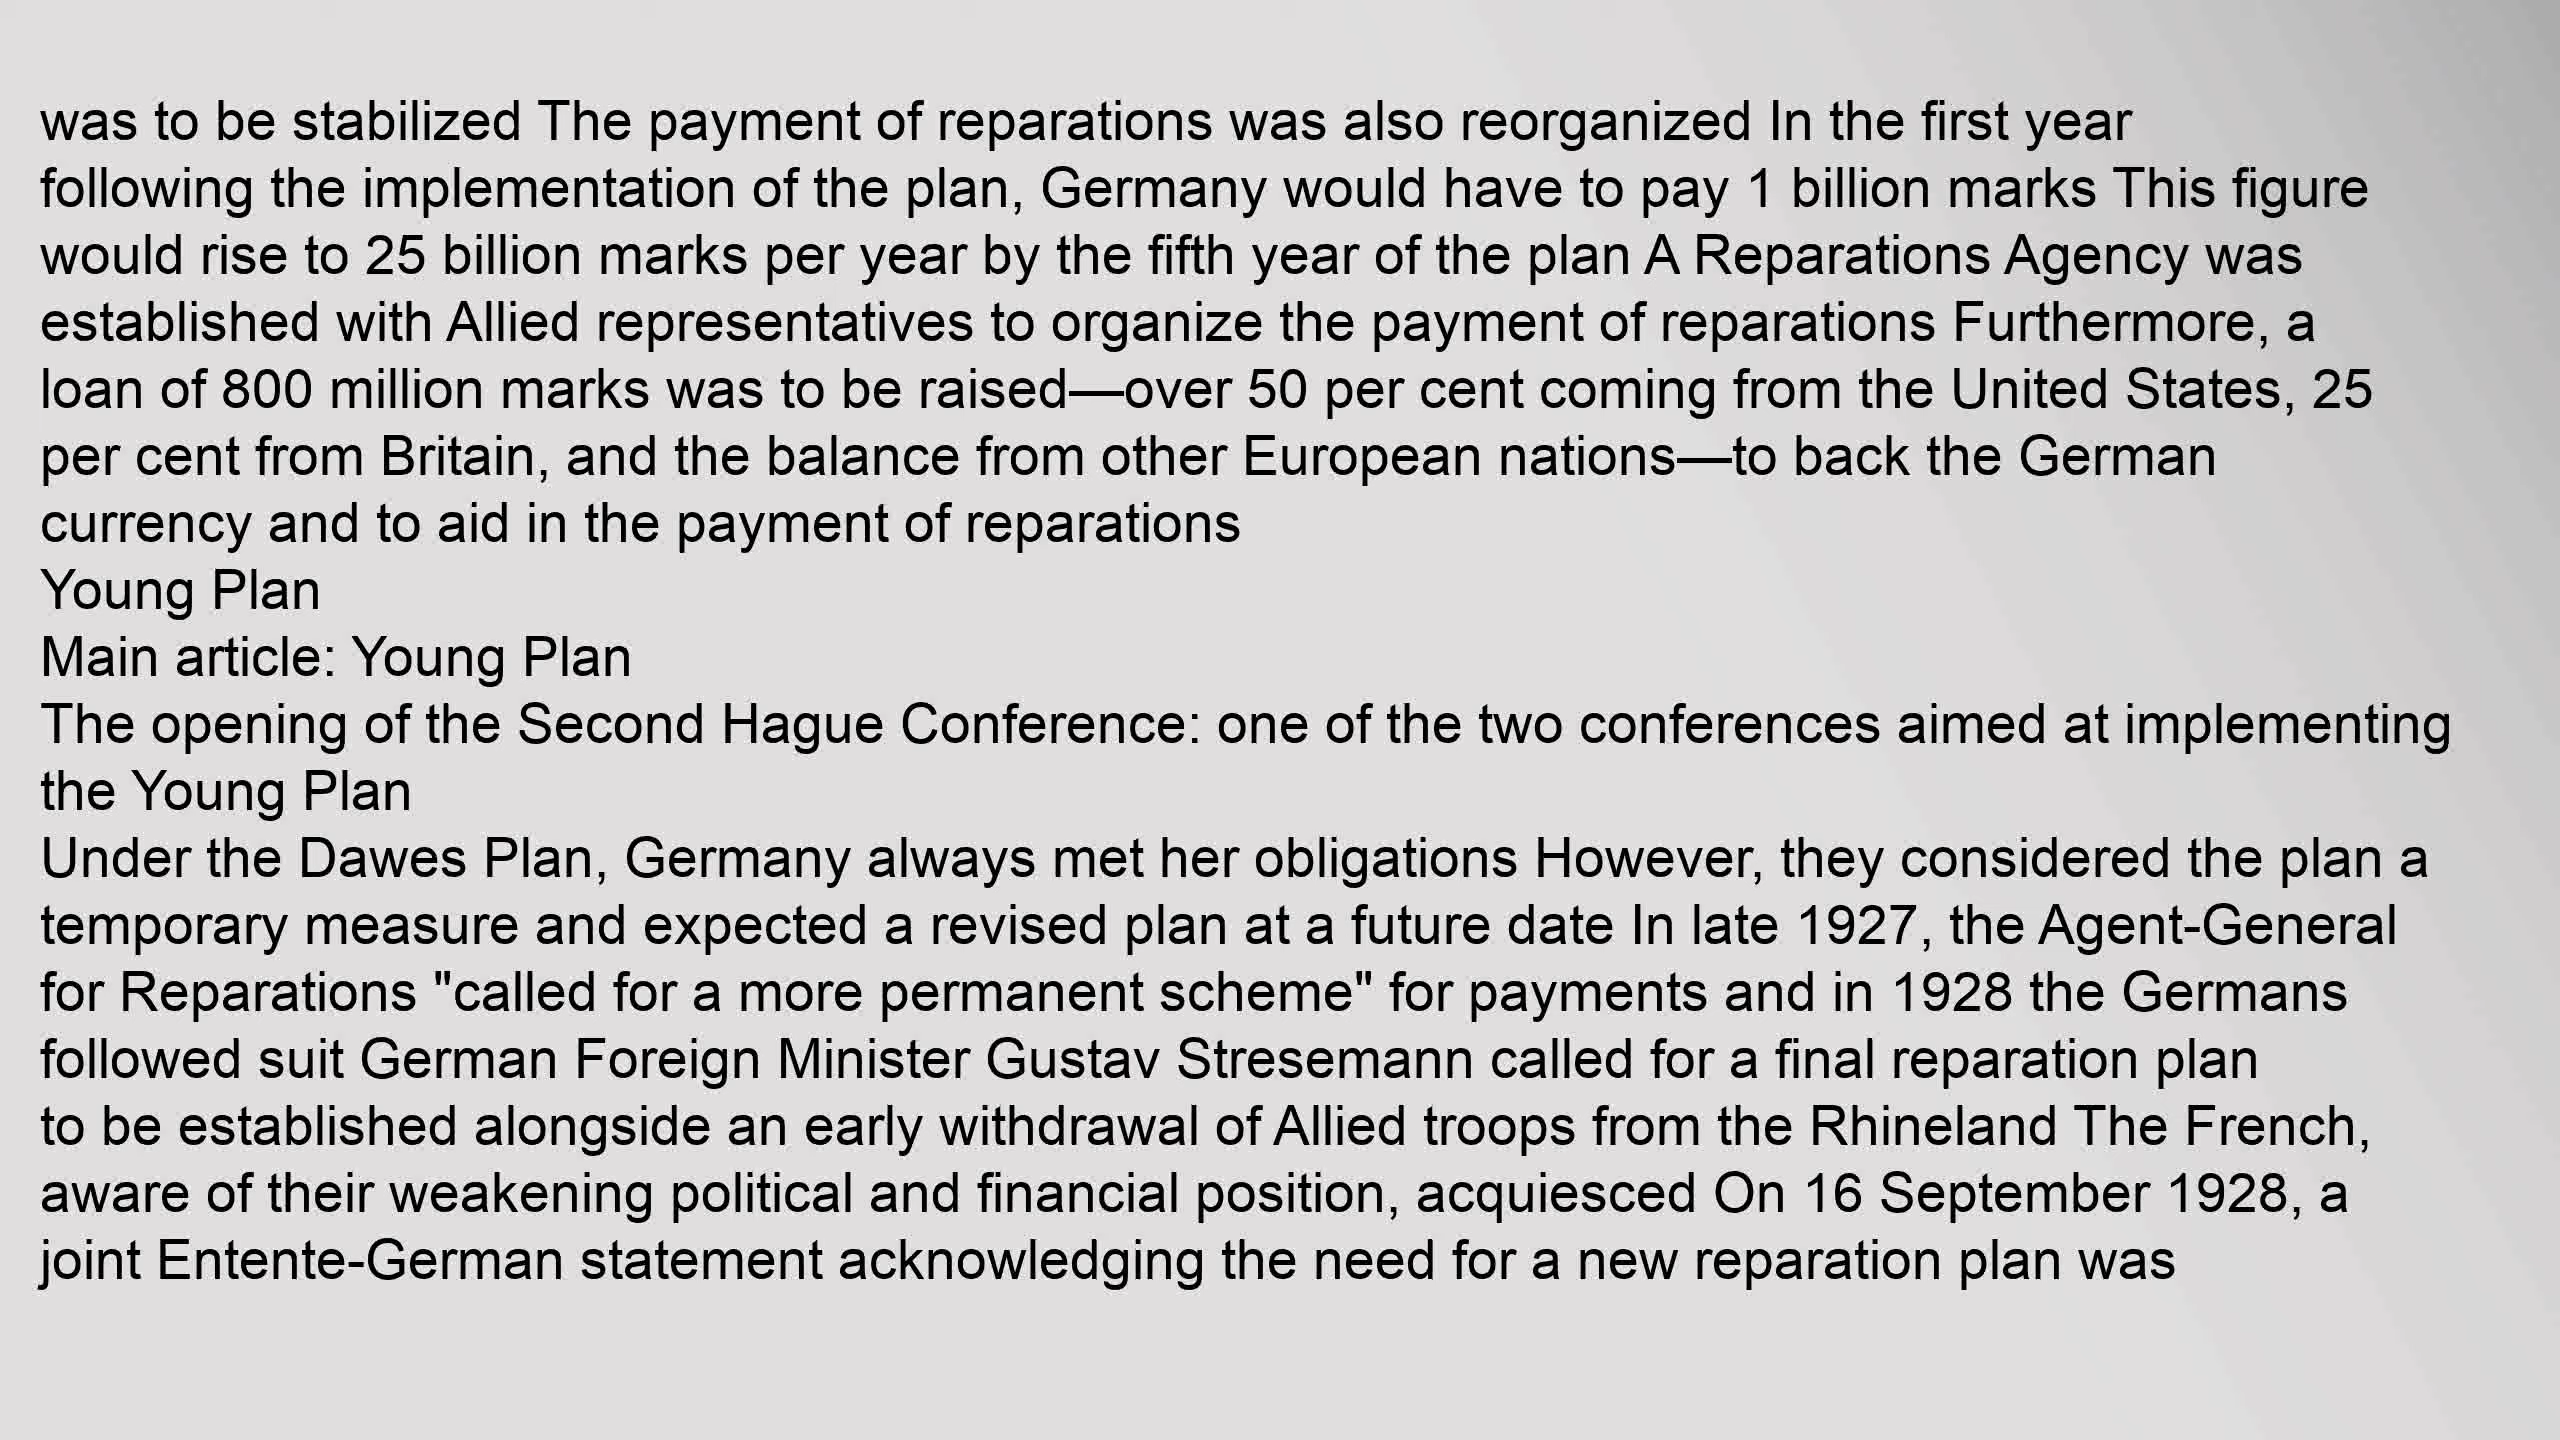 was to be stabilized The payment of reparations was also reorganized In the first year
following the implementation of the plan, Germany would have to pay 1 billion marks This figure
would rise to 25 billion marks per year by the fifth year of the plan A Reparations Agency was
established with Allied representatives to organize the payment of reparations Furthermore, a
loan of 800 million marks was to be raised—over 50 per cent coming from the United States, 25
per cent from Britain, and the balance from other European nations—to back the German
currency and to aid in the payment of reparations
Young Plan
Main article: Young Plan
The opening of the Second Hague Conference: one of the two conferences aimed at implementing
the Young Plan
Under the Dawes Plan, Germany always met her obligations However, they considered the plan a
temporary measure and expected a revised plan at a future date In late 1927, the Agent-General
for Reparations "called for a more permanent scheme" for payments and in 1928 the Germans
followed suit German Foreign Minister Gustav Stresemann called for a final reparation plan
to be established alongside an early withdrawal of Allied troops from the Rhineland The French,
aware of their weakening political and financial position, acquiesced On 16 September 1928, a
joint Entente-German statement acknowledging the need for a new reparation plan was